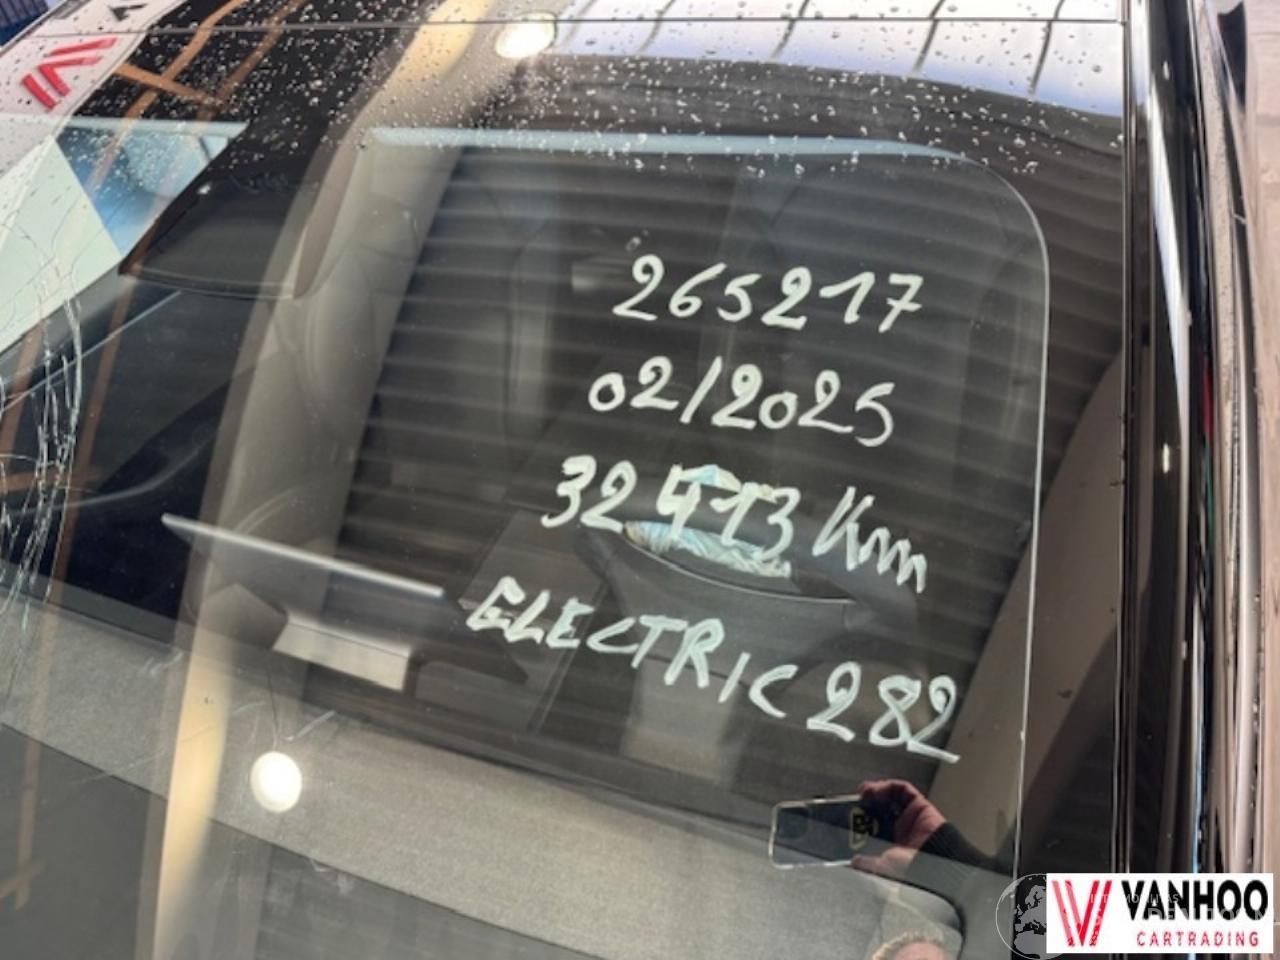 265217
02/2025
32413 Km
ELECTRIC 282
VANHOO
CARTRADING